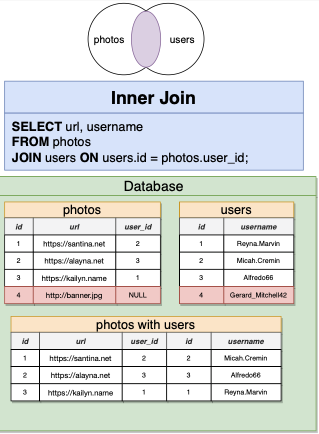 photos users
Inner Join
SELECT url, username
FROM photos
JOIN users ON users.id = photos.user_id;
Database
photos
id url user_id
1 https://santina.net 2
2 https://alayna.net 3
3 https://kailyn.name 1
4 http://banner.jpg NULL
users
id username
1 Reyna.Marvin
2 Micah.Cremin
3 Alfredo66
4 Gerard_Mitchell42
photos with users
id url user_id id username
1 https://santina.net 2 2 Micah.Cremin
2 https://alayna.net 3 3 Alfredo66
3 https://kailyn.name 1 1 Reyna.Marvin